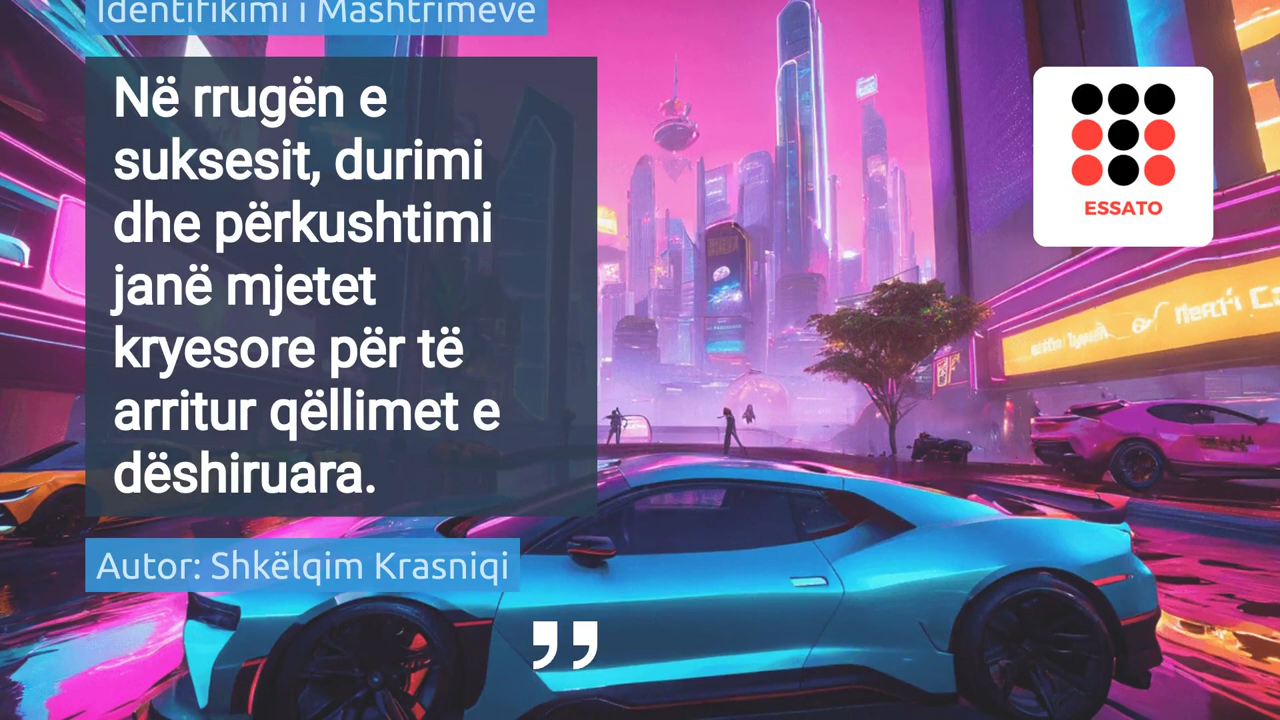 Identifikimi i Mashtrimeve
Në rrugën e
suksesit, durimi
dhe përkushtimi
janë mjetet
kryesore për të
arritur qëllimet e
dëshiruara.
Autor: Shkëlqim Krasniqi
”
ESSATO